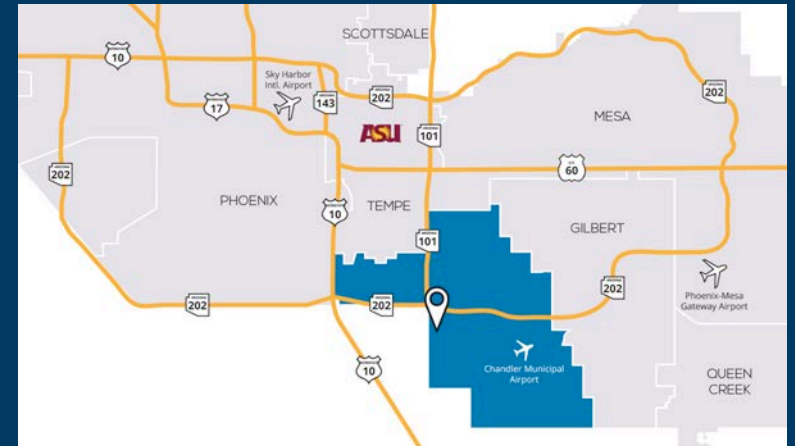 SCOTTSDALE
10
Sky Harbor
Intl. Airport
143
202
202
17
ASU
101
MESA
202
60
PHOENIX
10
TEMPE
GILBERT
101
202
202
202
Phoenix-Mesa
Gateway Airport
10
Chandler Municipal
Airport
QUEEN
CREEK